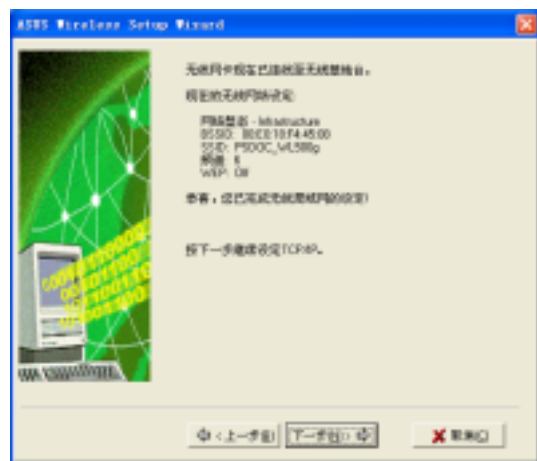 ASUS Wireless Setup Wizard
无线网卡现在已连接至无线基地台。
现在的无线网络设定:
网络型态 - Infrastructure
BSSID: 00:E0:18:F4:45:00
SSID: PSDOC_WL500g
频道: 6
WEP: Off
恭喜，您已完成无线局域网的设定!
按下一步继续设定TCP/IP。
< 上一步(B)
下一步(N) >
取消(C)